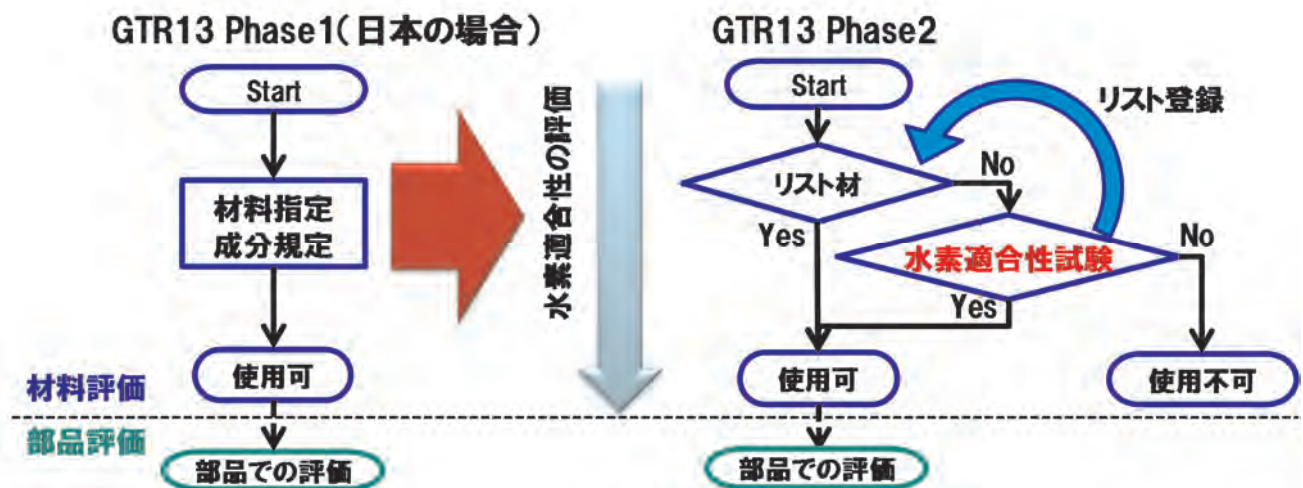 GTR13 Phase1(日本の場合)
Start
材料指定
成分規定
使用可
材料評価
部品評価
部品での評価
水素適合性の評価
GTR13 Phase2
Start
リスト登録
リスト材
No
Yes
水素適合性試験
No
Yes
使用可
使用不可
部品での評価